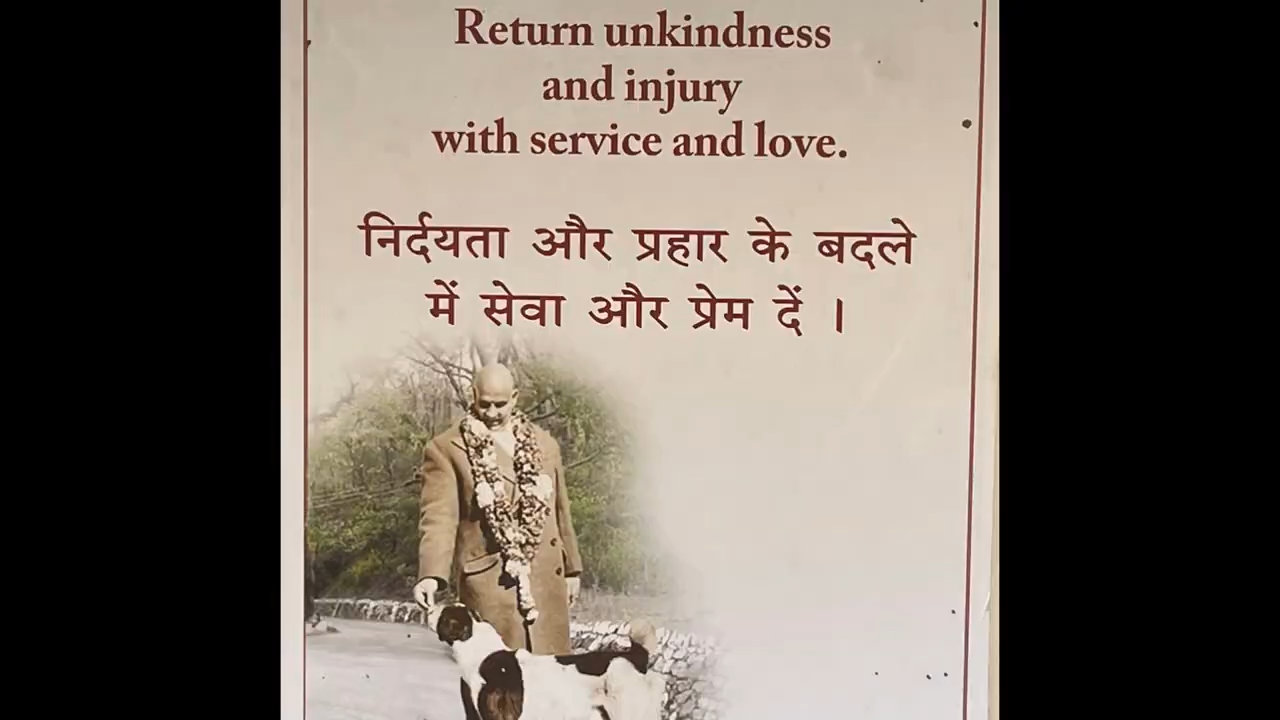 Return unkindness
and injury
with service and love.
निर्दयता और प्रहार के बदले
में सेवा और प्रेम दें ।